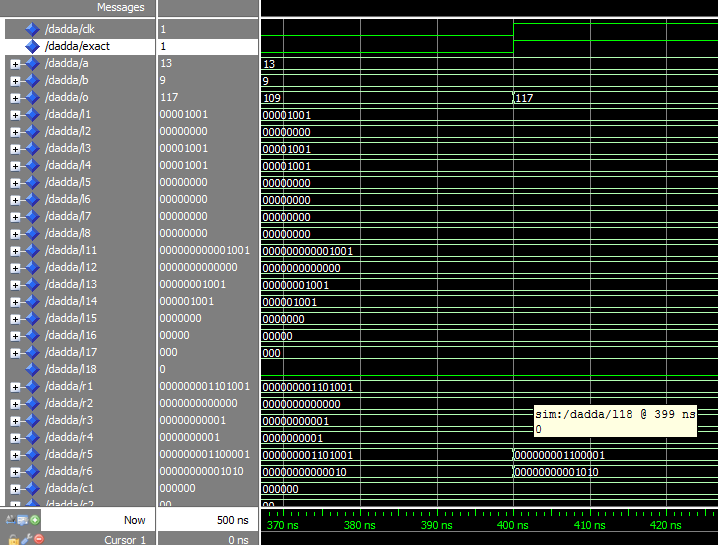 Messages
/dadda/clk 1
/dadda/exact 1
/dadda/a 13 13
/dadda/b 9 9
/dadda/o 117 109 117
/dadda/l1 00001001 00001001
/dadda/l2 00000000 00000000
/dadda/l3 00001001 00001001
/dadda/l4 00001001 00001001
/dadda/l5 00000000 00000000
/dadda/l6 00000000 00000000
/dadda/l7 00000000 00000000
/dadda/l8 00000000 00000000
/dadda/l11 000000000001001 000000000001001
/dadda/l12 0000000000000 0000000000000
/dadda/l13 00000001001 00000001001
/dadda/l14 000001001 000001001
/dadda/l15 0000000 0000000
/dadda/l16 00000 00000
/dadda/l17 000 000
/dadda/l18 0
/dadda/r1 000000001101001 000000001101001
/dadda/r2 0000000000000 0000000000000
/dadda/r3 00000000001 00000000001
/dadda/r4 0000000001 0000000001
sim:/dadda/l18 @ 399 ns
0
/dadda/r5 000000001100001 000000001101001 000000001100001
/dadda/r6 00000000001010 00000000000010 00000000001010
/dadda/c1 000000 000000
/dadda/c2 00 00
Now 500 ns 370 ns 380 ns 390 ns 400 ns 410 ns 420 ns
Cursor 1 0 ns